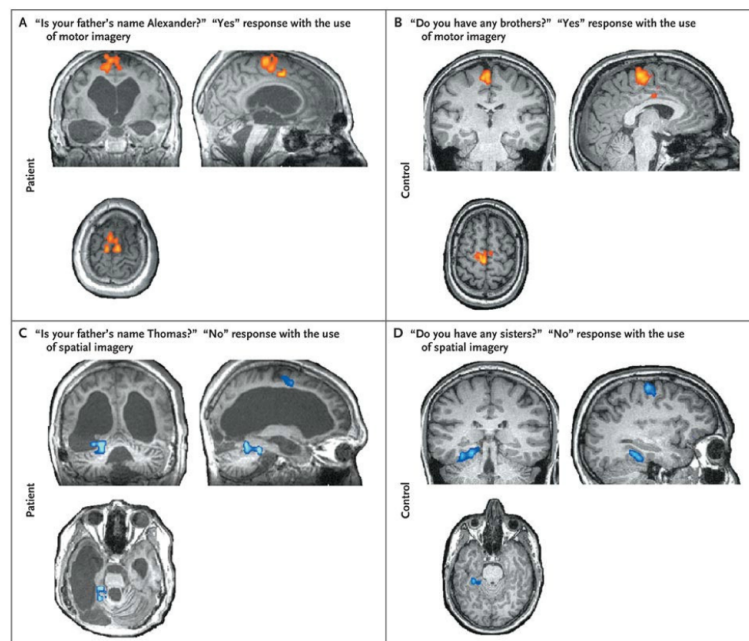 A "Is your father's name Alexander?" "Yes" response with the use
of motor imagery
Patient
B "Do you have any brothers?" "Yes" response with the use
of motor imagery
Control
C "Is your father's name Thomas?" "No" response with the use
of spatial imagery
Patient
D "Do you have any sisters?" "No" response with the use
of spatial imagery
Control